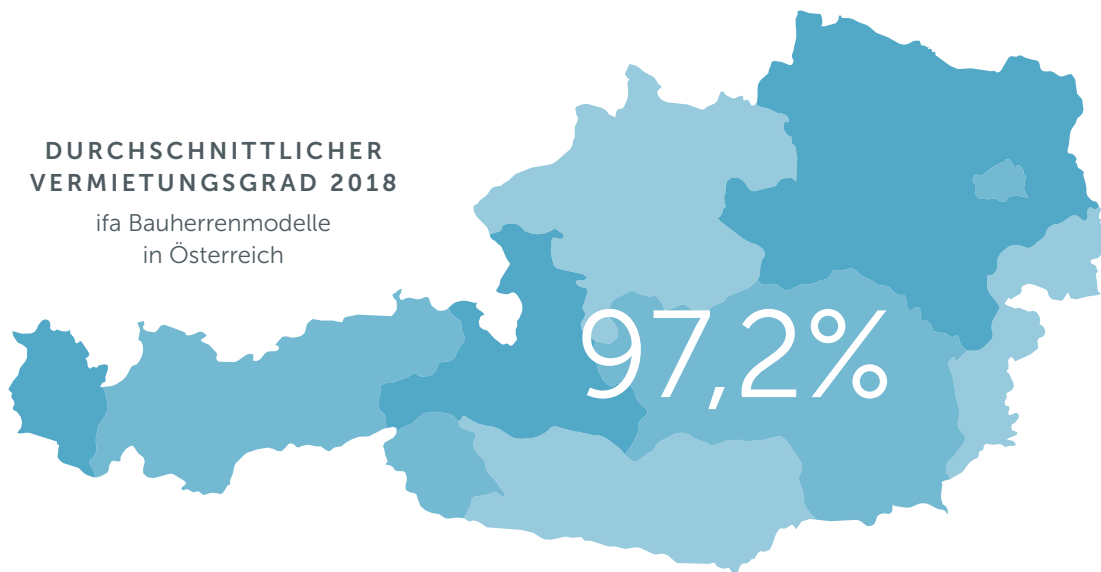 DURCHSCHNITTLICHER
VERMIETUNGSGRAD 2018
ifa Bauherrenmodelle
in Österreich
97,2%